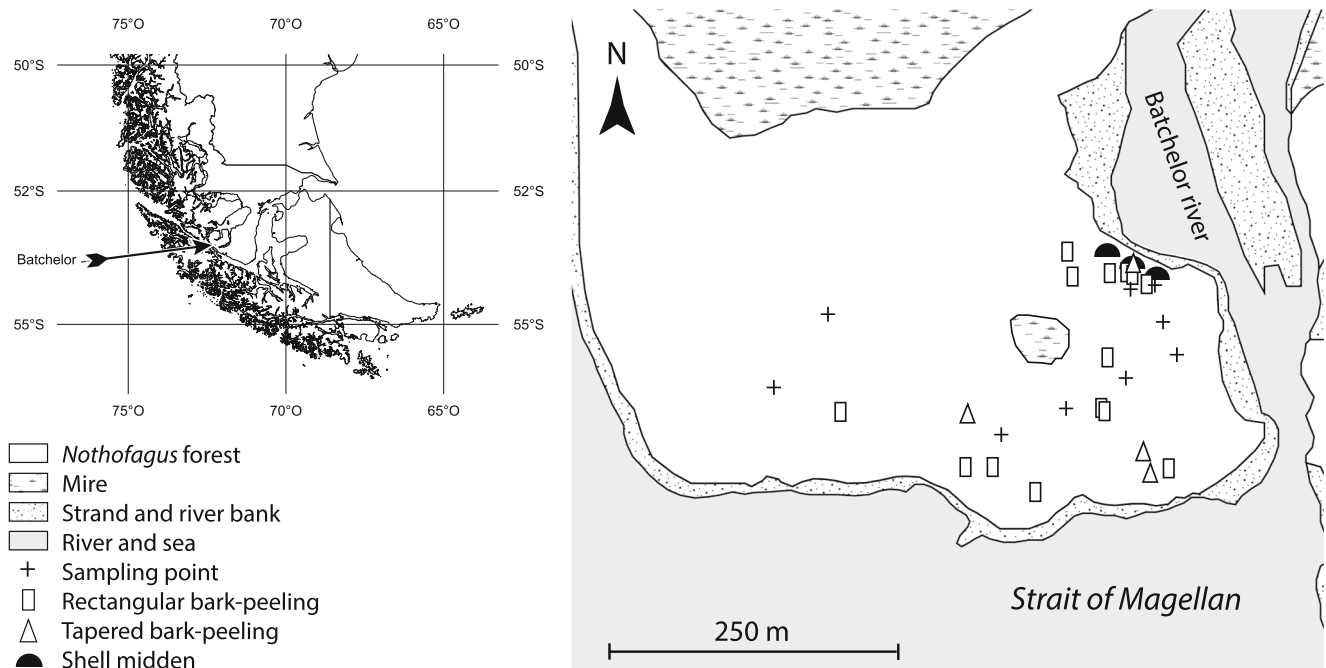 75°O 70°O 65°O
50°S 50°S
52°S 52°S
Batchelor
55°S 55°S
75°O 70°O 65°O
Nothofagus forest
Mire
Strand and river bank
River and sea
Sampling point
Rectangular bark-peeling
Tapered bark-peeling
Shell midden
N
Batchelor river
Strait of Magellan
250 m